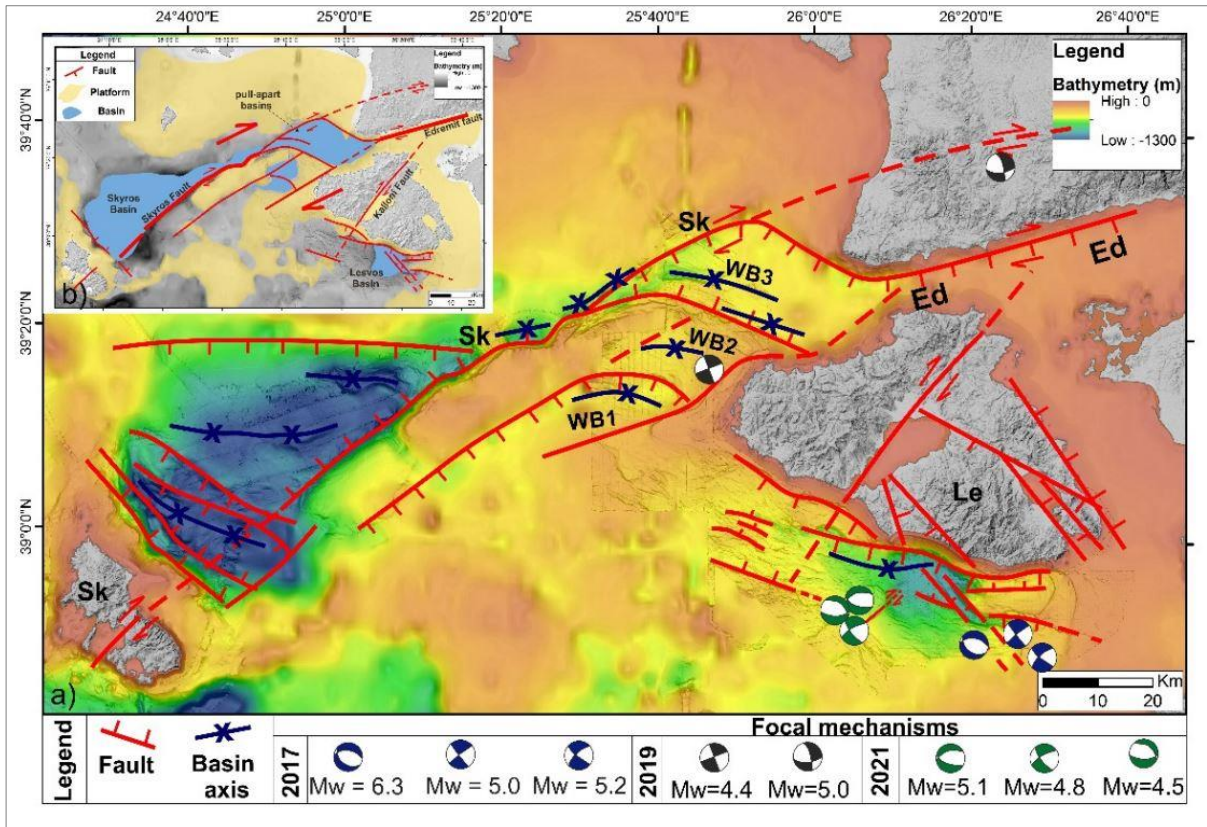 24°40'0"E 25°0'0"E 25°20'0"E 25°40'0"E 26°0'0"E 26°20'0"E 26°40'0"E
39°40'0"N
39°20'0"N
39°0'0"N
Legend
Fault
Platform
Basin
Legend
Bathymetry (m)
pull-apart
basins
Edremit fault
Skyros
Basin
Skyros Fault
Kalloni Fault
Lesvos
Basin
b)
Legend
Bathymetry (m)
High : 0
Low : -1300
Sk
WB3
Ed
Ed
Sk
WB2
WB1
Le
Sk
a)
Km
0 10 20
Legend
Fault
Basin
axis
Focal mechanisms
2017
Mw = 6.3 Mw = 5.0 Mw = 5.2
2019
Mw=4.4 Mw=5.0
2021
Mw=5.1 Mw=4.8 Mw=4.5